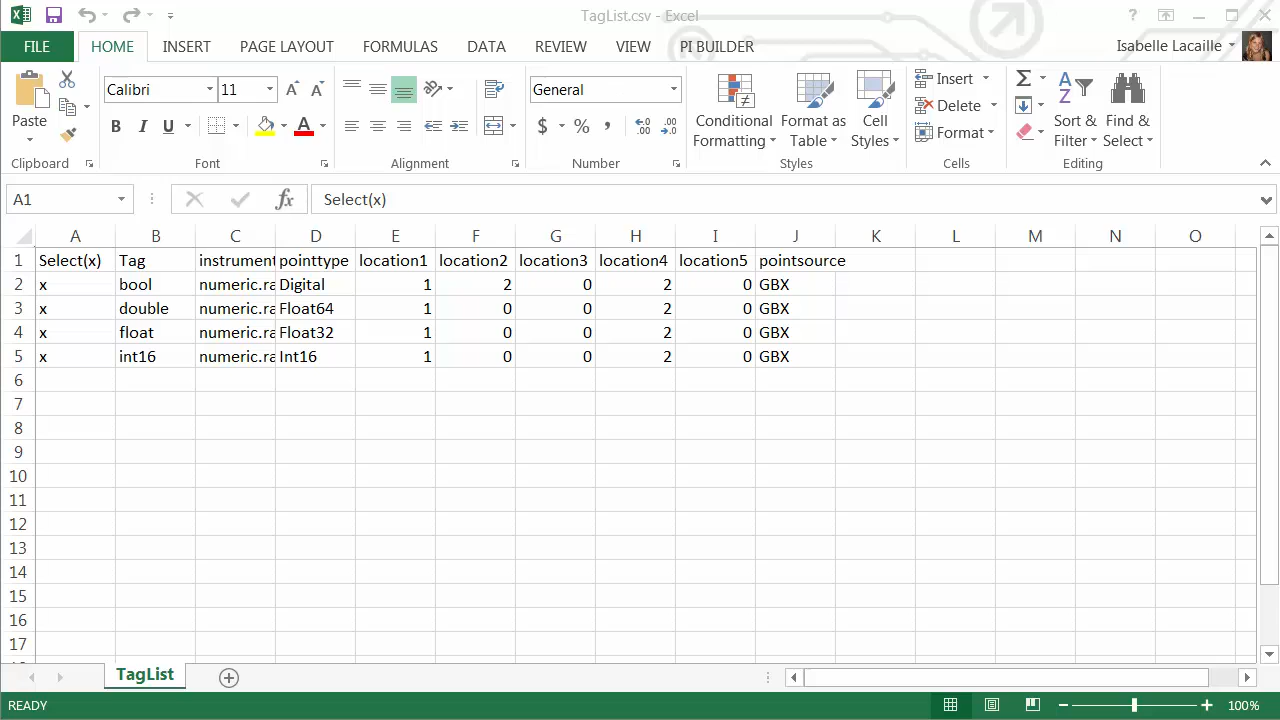 TagList.csv - Excel
?
FILE HOME INSERT PAGE LAYOUT FORMULAS DATA REVIEW VIEW PI BUILDER Isabelle Lacaille
Paste
Calibri 11
B I U A
General
$ % ,
Conditional Formatting
Format as Table
Cell Styles
Insert
Delete
Format
Sort & Filter
Find & Select
Clipboard Font Alignment Number Styles Cells Editing
A1 fx Select(x)
A B C D E F G H I J K L M N O
1 Select(x) Tag instrument pointtype location1 location2 location3 location4 location5 pointsource
2 x bool numeric.ra Digital 1 2 0 2 0 GBX
3 x double numeric.ra Float64 1 0 0 2 0 GBX
4 x float numeric.ra Float32 1 0 0 2 0 GBX
5 x int16 numeric.ra Int16 1 0 0 2 0 GBX
6
7
8
9
10
11
12
13
14
15
16
17
TagList
READY 100%